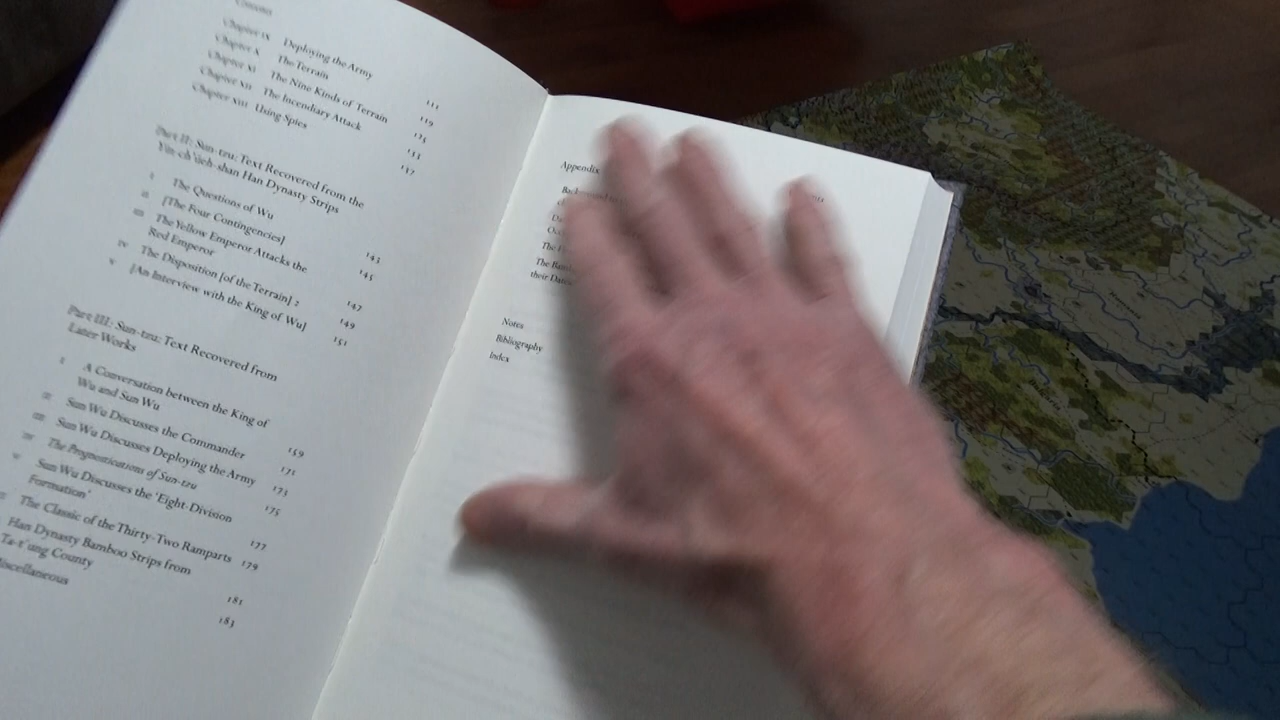 Contents
Chapter IX Deploying the Army 111
Chapter X The Terrain 119
Chapter XI The Nine Kinds of Terrain 125
Chapter XII The Incendiary Attack 133
Chapter XIII Using Spies 137
Part II: Sun-tzu: Text Recovered from the
Yin-ch'üeh-shan Han Dynasty Strips
I The Questions of Wu 143
II [The Four Contingencies] 145
III The Yellow Emperor Attacks the
Red Emperor 147
IV The Disposition [of the Terrain] 2 149
V [An Interview with the King of Wu] 151
Part III: Sun-tzu: Text Recovered from
Later Works
I A Conversation between the King of
Wu and Sun Wu 159
II Sun Wu Discusses the Commander 171
III Sun Wu Discusses Deploying the Army 173
IV The Prognostications of Sun-tzu 175
V Sun Wu Discusses the 'Eight-Division
Formation' 177
The Classic of the Thirty-Two Ramparts 179
Han Dynasty Bamboo Strips from
Ta-t'ung County 181
Miscellaneous 183
Appendix
The
The
their
Notes
Bibliography
Index